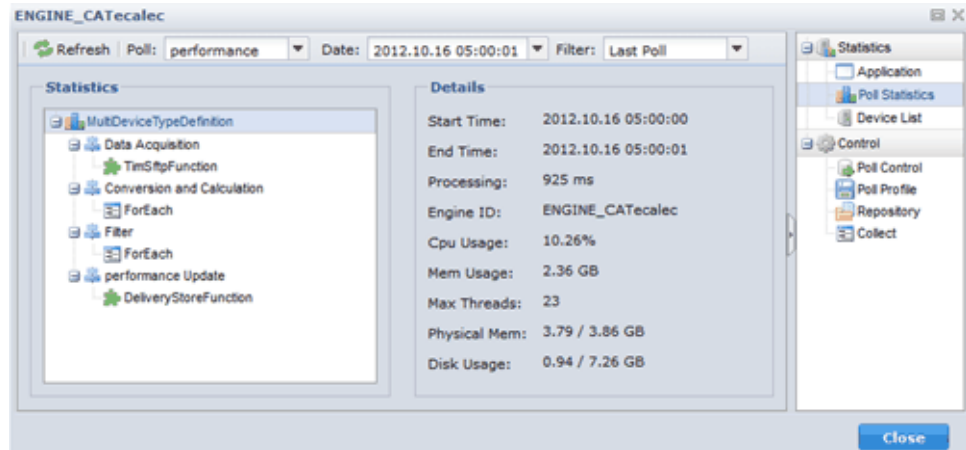 ENGINE_CATecalec
Refresh Poll: performance Date: 2012.10.16 05:00:01 Filter: Last Poll
Statistics
MultiDeviceTypeDefinition
Data Acquisition
TimSftpFunction
Conversion and Calculation
ForEach
Filter
ForEach
performance Update
DeliveryStoreFunction
Details
Start Time: 2012.10.16 05:00:00
End Time: 2012.10.16 05:00:01
Processing: 925 ms
Engine ID: ENGINE_CATecalec
Cpu Usage: 10.26%
Mem Usage: 2.36 GB
Max Threads: 23
Physical Mem: 3.79 / 3.86 GB
Disk Usage: 0.94 / 7.26 GB
Statistics
Application
Poll Statistics
Device List
Control
Poll Control
Poll Profile
Repository
Collect
Close